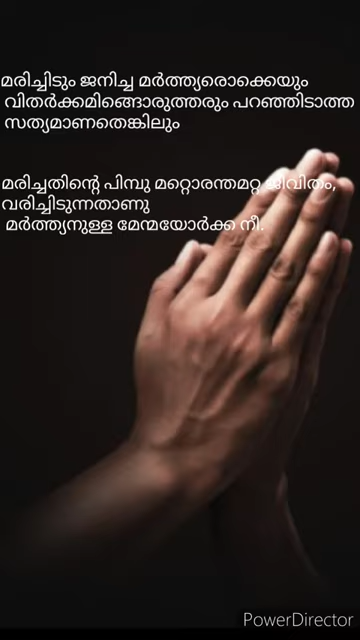 മരിച്ചിടും ജനിച്ച മർത്ത്യരൊക്കെയും
വിതർക്കമിങ്ങൊരുത്തരും പറഞ്ഞിടാത്ത
സത്യമാണതെങ്കിലും
മരിച്ചതിന്റെ പിമ്പു മറ്റൊരന്തമറ്റ ജീവിതം,
വരിച്ചിടുന്നതാണു
മർത്ത്യനുള്ള മേന്മയോർക്ക നീ.
PowerDirector